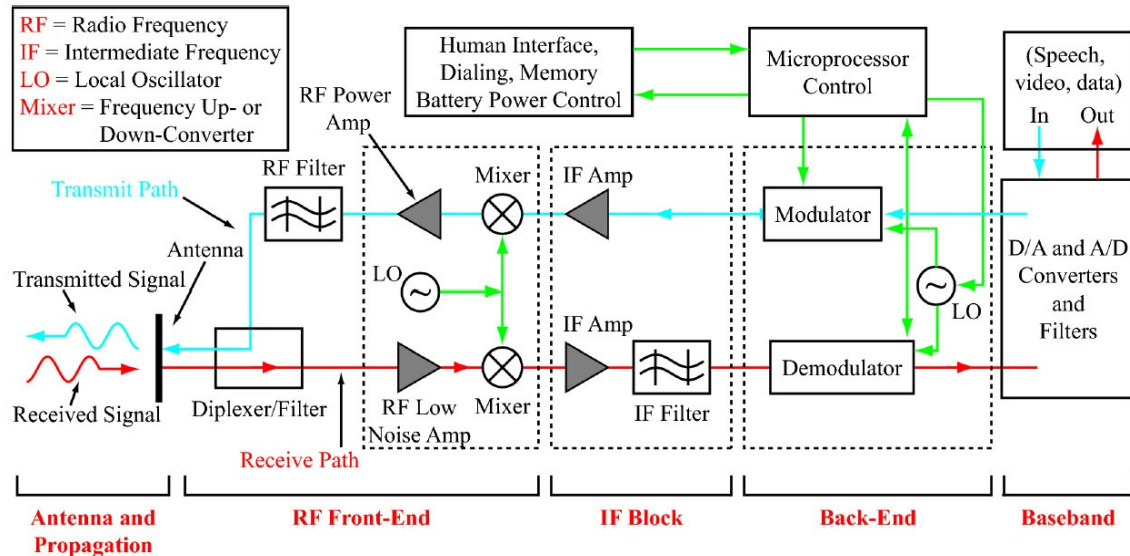 RF = Radio Frequency
IF = Intermediate Frequency
LO = Local Oscillator
Mixer = Frequency Up- or
Down-Converter
Human Interface,
Dialing, Memory
Battery Power Control
Microprocessor
Control
(Speech,
video, data)
In Out
RF Power
Amp
Transmit Path
RF Filter
Mixer
IF Amp
Modulator
Antenna
Transmitted Signal
LO
LO
D/A and A/D
Converters
and
Filters
IF Amp
Demodulator
Received Signal
Diplexer/Filter
RF Low
Noise Amp
Mixer
IF Filter
Receive Path
Antenna and
Propagation
RF Front-End
IF Block
Back-End
Baseband